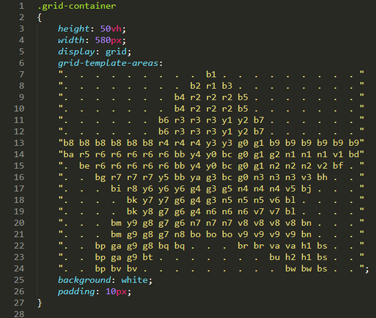 1 .grid-container
2 {
3 height: 50vh;
4 width: 580px;
5 display: grid;
6 grid-template-areas:
7 ". . . . . . . . . . b1 . . . . . . . . . ."
8 ". . . . . . . . . b2 r1 b3 . . . . . . . . ."
9 ". . . . . . . . b4 r2 r2 r2 b5 . . . . . . . ."
10 ". . . . . . . . b4 r2 r2 r2 b5 . . . . . . . ."
11 ". . . . . . . b6 r3 r3 r3 y1 y2 b7 . . . . . . ."
12 ". . . . . . . b6 r3 r3 r3 y1 y2 b7 . . . . . . ."
13 "b8 b8 b8 b8 b8 b8 r4 r4 r4 y3 y3 g0 g1 b9 b9 b9 b9 b9 b9"
14 "ba r5 r6 r6 r6 r6 r6 bb y4 y0 bc g0 g1 g2 n1 n1 n1 v1 bd"
15 ". be r6 r6 r6 r6 r6 bb y4 y0 bc g0 g1 n2 n2 n2 v2 bf . "
16 ". . bg r7 r7 r7 y5 bb ya g3 bc g0 n3 n3 n3 v3 bh . ."
17 ". . . bi r8 y6 y6 y6 g4 g3 g5 n4 n4 n4 v5 bj . . ."
18 ". . . . bk y7 y7 g6 g4 g3 n5 n5 n5 v6 bl . . . ."
19 ". . . . bk y8 g7 g6 g4 n6 n6 n6 v7 v7 bl . . . ."
20 ". . . bm y9 g8 g7 g6 n7 n7 n7 v8 v8 v8 v8 bn . . ."
21 ". . . bm g9 g8 g7 n8 bo bo bo v9 v9 v9 v9 bn . . ."
22 ". . bp ga g9 g8 bq bq . . . br br va va h1 bs . ."
23 ". . bp ga g9 bt . . . . . . . bu h2 h1 bs . ."
24 ". . bp bv bv . . . . . . . . . bw bw bs . .";
25 background: white;
26 padding: 10px;
27 }
28